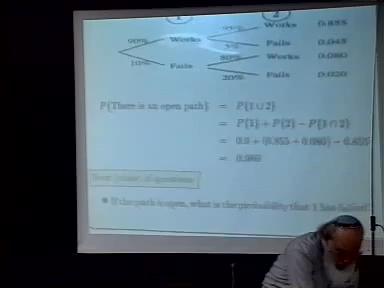 1 2
95% Works 0.855
90% Works
5% Fails 0.045
80% Works 0.080
10% Fails
20% Fails 0.020
P{There is an open path} = P{1 ∪ 2}
= P{1} + P{2} − P{1 ∩ 2}
= 0.9 + (0.855 + 0.080) − 0.855
= 0.980
of questions:
• If the path is open, what is the probability that 1 has failed?